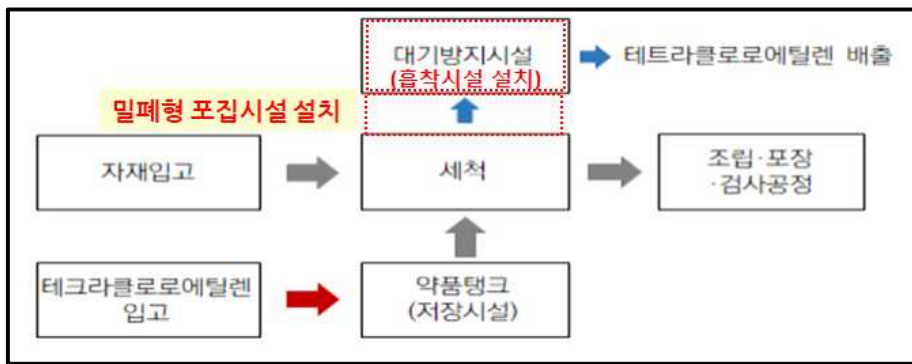 대기방지시설
(흡착시설 설치)
테트라클로로에틸렌 배출
밀폐형 포집시설 설치
자재입고
세척
조립·포장
·검사공정
테크라클로로에틸렌
입고
약품탱크
(저장시설)